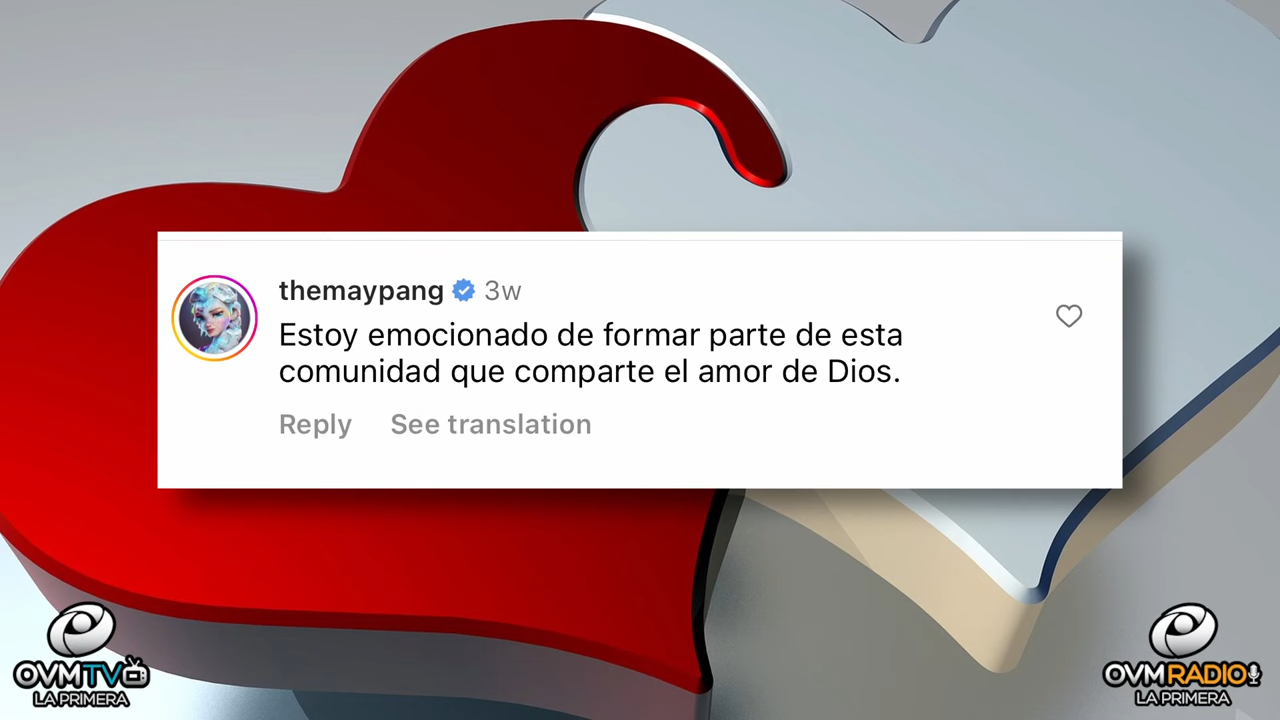 themaypang 3w
Estoy emocionado de formar parte de esta
comunidad que comparte el amor de Dios.
Reply See translation
OVMTV
LA PRIMERA
OVMRADIO
LA PRIMERA